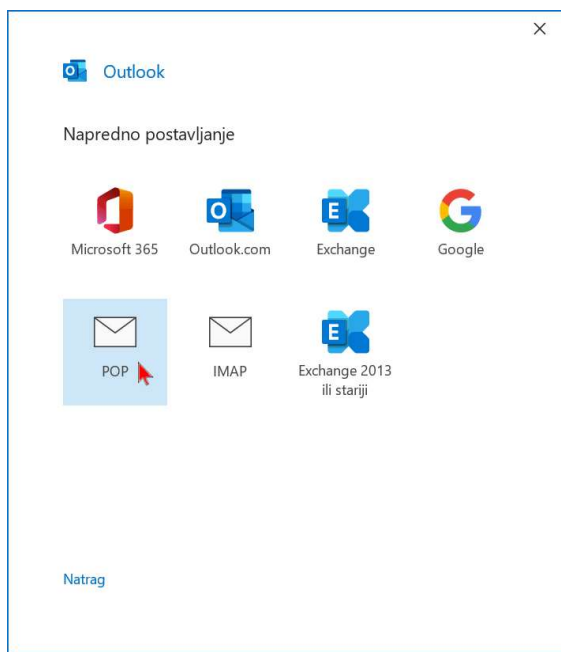 Outlook
Napredno postavljanje
Microsoft 365
Outlook.com
Exchange
Google
POP
IMAP
Exchange 2013
ili stariji
Natrag